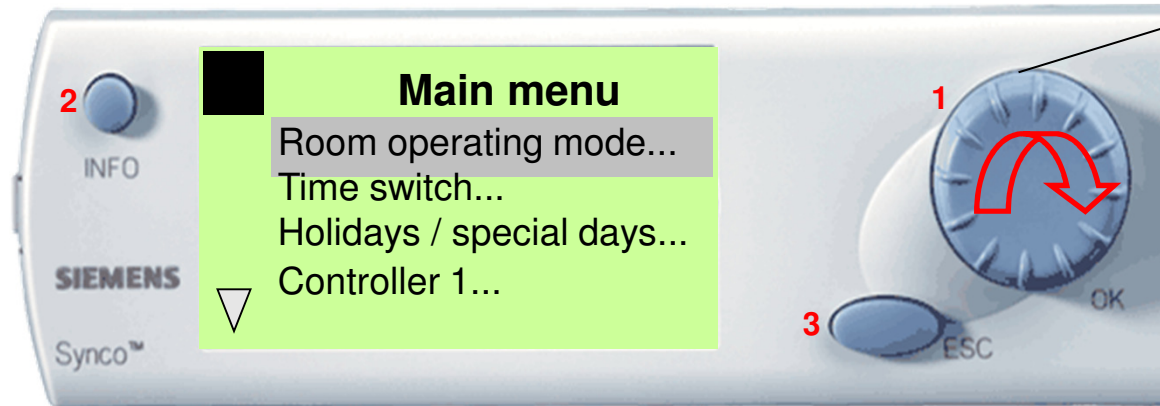 2
INFO
SIEMENS
Synco™
Main menu
Room operating mode...
Time switch...
Holidays / special days...
Controller 1...
1
OK
3
ESC